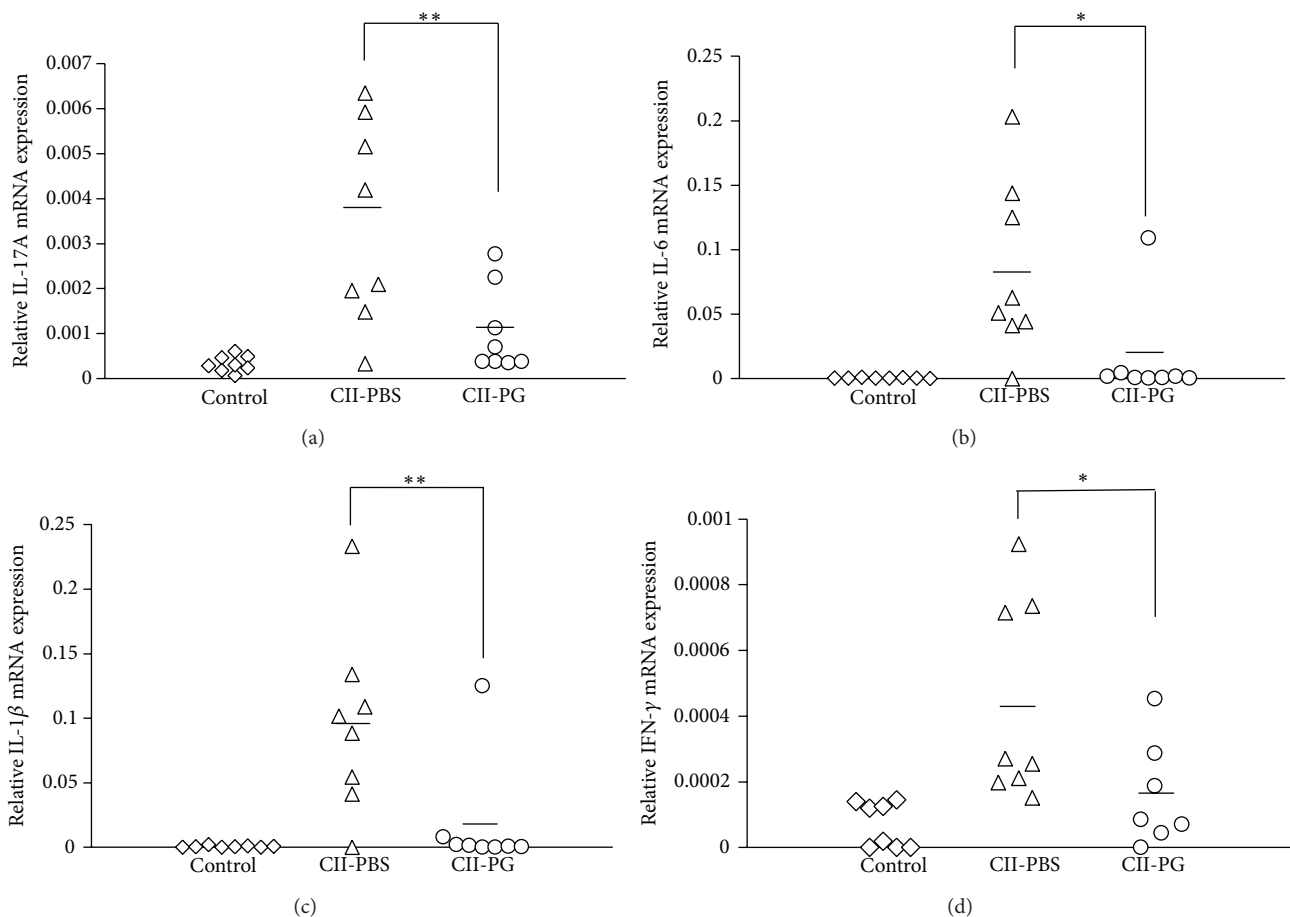 **
Relative IL-17A mRNA expression
0.007
0.006
0.005
0.004
0.003
0.002
0.001
0
Control
CII-PBS
CII-PG
(a)
*
Relative IL-6 mRNA expression
0.25
0.2
0.15
0.1
0.05
0
Control
CII-PBS
CII-PG
(b)
**
Relative IL-1β mRNA expression
0.25
0.2
0.15
0.1
0.05
0
Control
CII-PBS
CII-PG
(c)
*
Relative IFN-γ mRNA expression
0.001
0.0008
0.0006
0.0004
0.0002
0
Control
CII-PBS
CII-PG
(d)